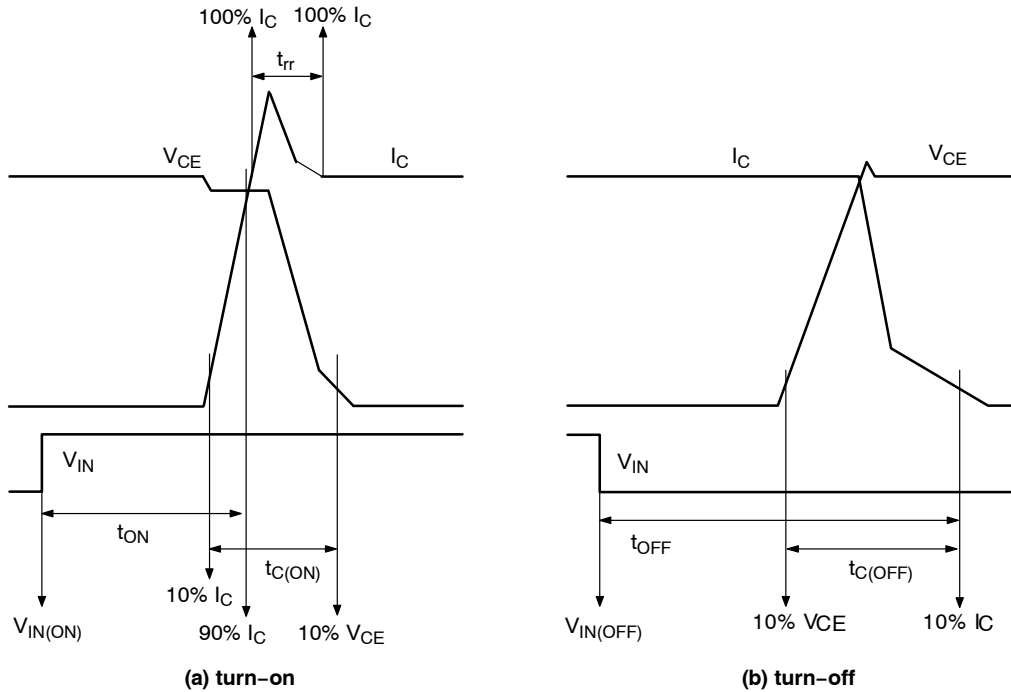 100% IC 100% IC
trr
VCE IC
VIN
tON
tC(ON)
10% IC
VIN(ON) 90% IC 10% VCE
(a) turn−on
IC VCE
VIN
tOFF
tC(OFF)
VIN(OFF) 10% VCE 10% IC
(b) turn−off